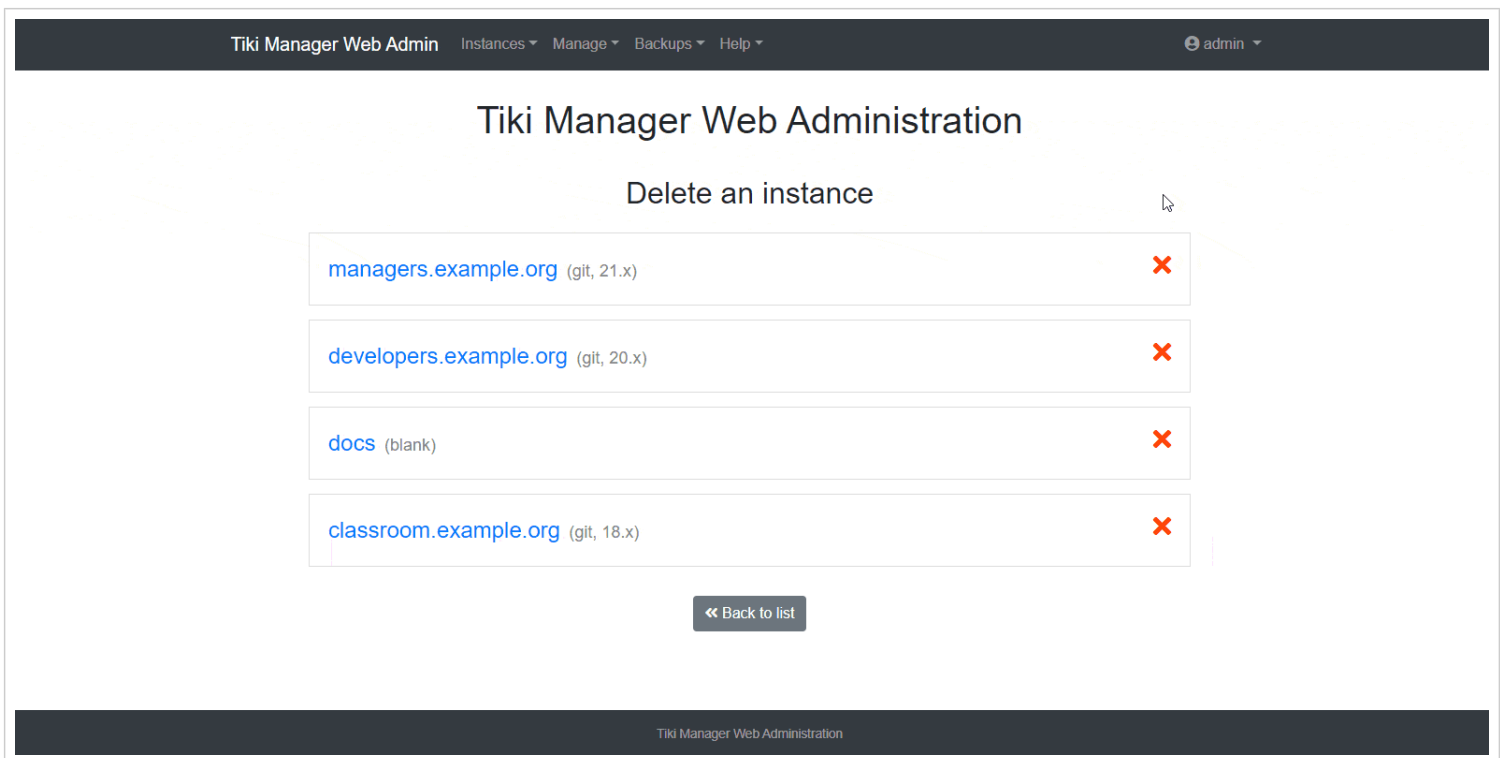 Tiki Manager Web Admin Instances Manage Backups Help admin
Tiki Manager Web Administration
Delete an instance
managers.example.org (git, 21.x)
developers.example.org (git, 20.x)
docs (blank)
classroom.example.org (git, 18.x)
Back to list
Tiki Manager Web Administration